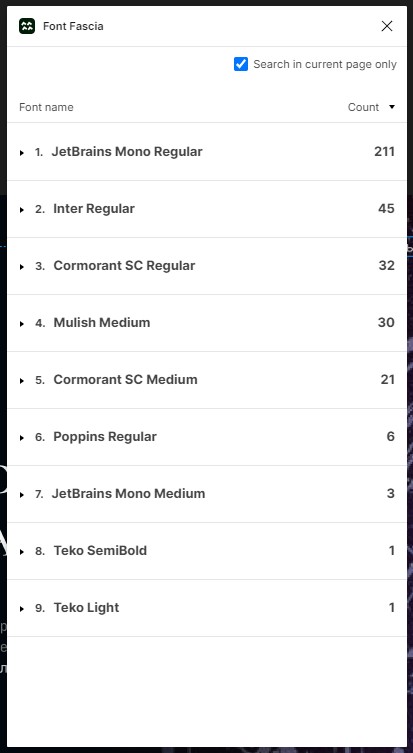 Font Fascia
Search in current page only
Font name Count
1. JetBrains Mono Regular 211
2. Inter Regular 45
3. Cormorant SC Regular 32
4. Mulish Medium 30
5. Cormorant SC Medium 21
6. Poppins Regular 6
7. JetBrains Mono Medium 3
8. Teko SemiBold 1
9. Teko Light 1